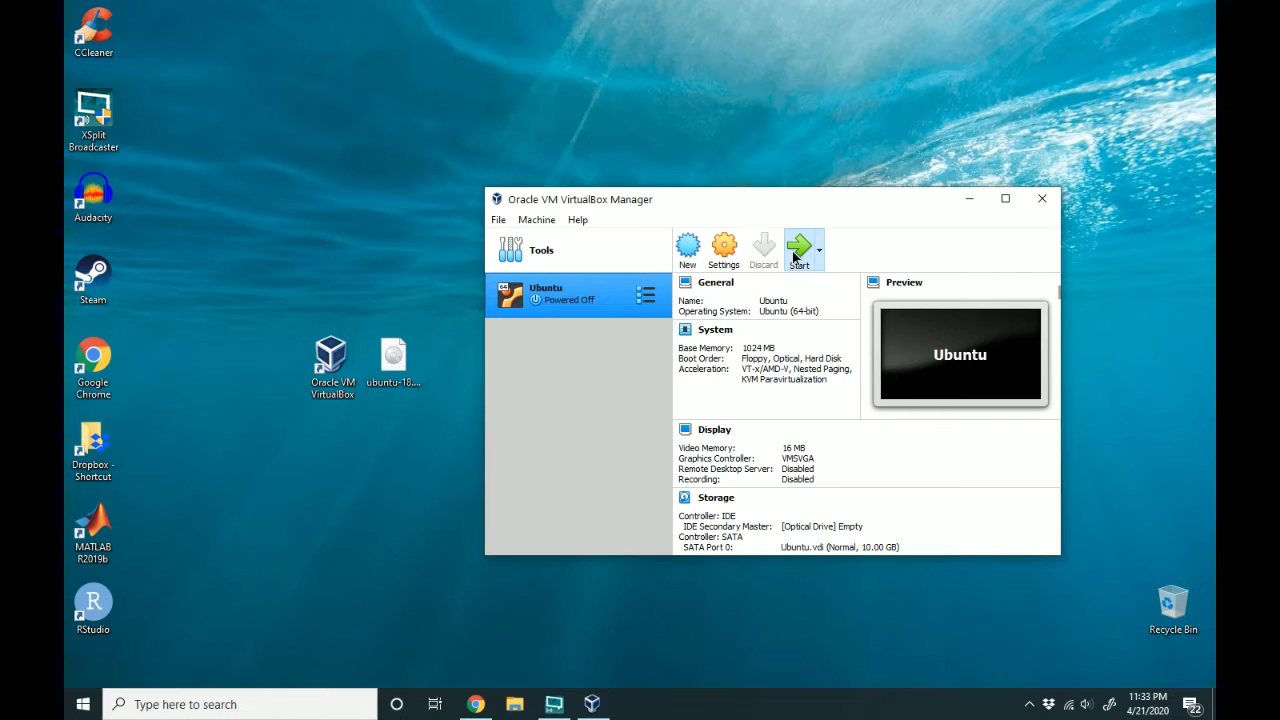 CCleaner
XSplit
Broadcaster
Audacity
Steam
Google
Chrome
Dropbox -
Shortcut
MATLAB
R2019b
R
RStudio
Oracle VM
VirtualBox
ubuntu-18....
Oracle VM VirtualBox Manager
File Machine Help
Tools
New Settings Discard Start
64
Ubuntu
Powered Off
General
Name: Ubuntu
Operating System: Ubuntu (64-bit)
System
Base Memory: 1024 MB
Boot Order: Floppy, Optical, Hard Disk
Acceleration: VT-x/AMD-V, Nested Paging,
KVM Paravirtualization
Preview
Ubuntu
Display
Video Memory: 16 MB
Graphics Controller: VMSVGA
Remote Desktop Server: Disabled
Recording: Disabled
Storage
Controller: IDE
IDE Secondary Master: [Optical Drive] Empty
Controller: SATA
SATA Port 0: Ubuntu.vdi (Normal, 10.00 GB)
Recycle Bin
Type here to search
11:33 PM
4/21/2020
22